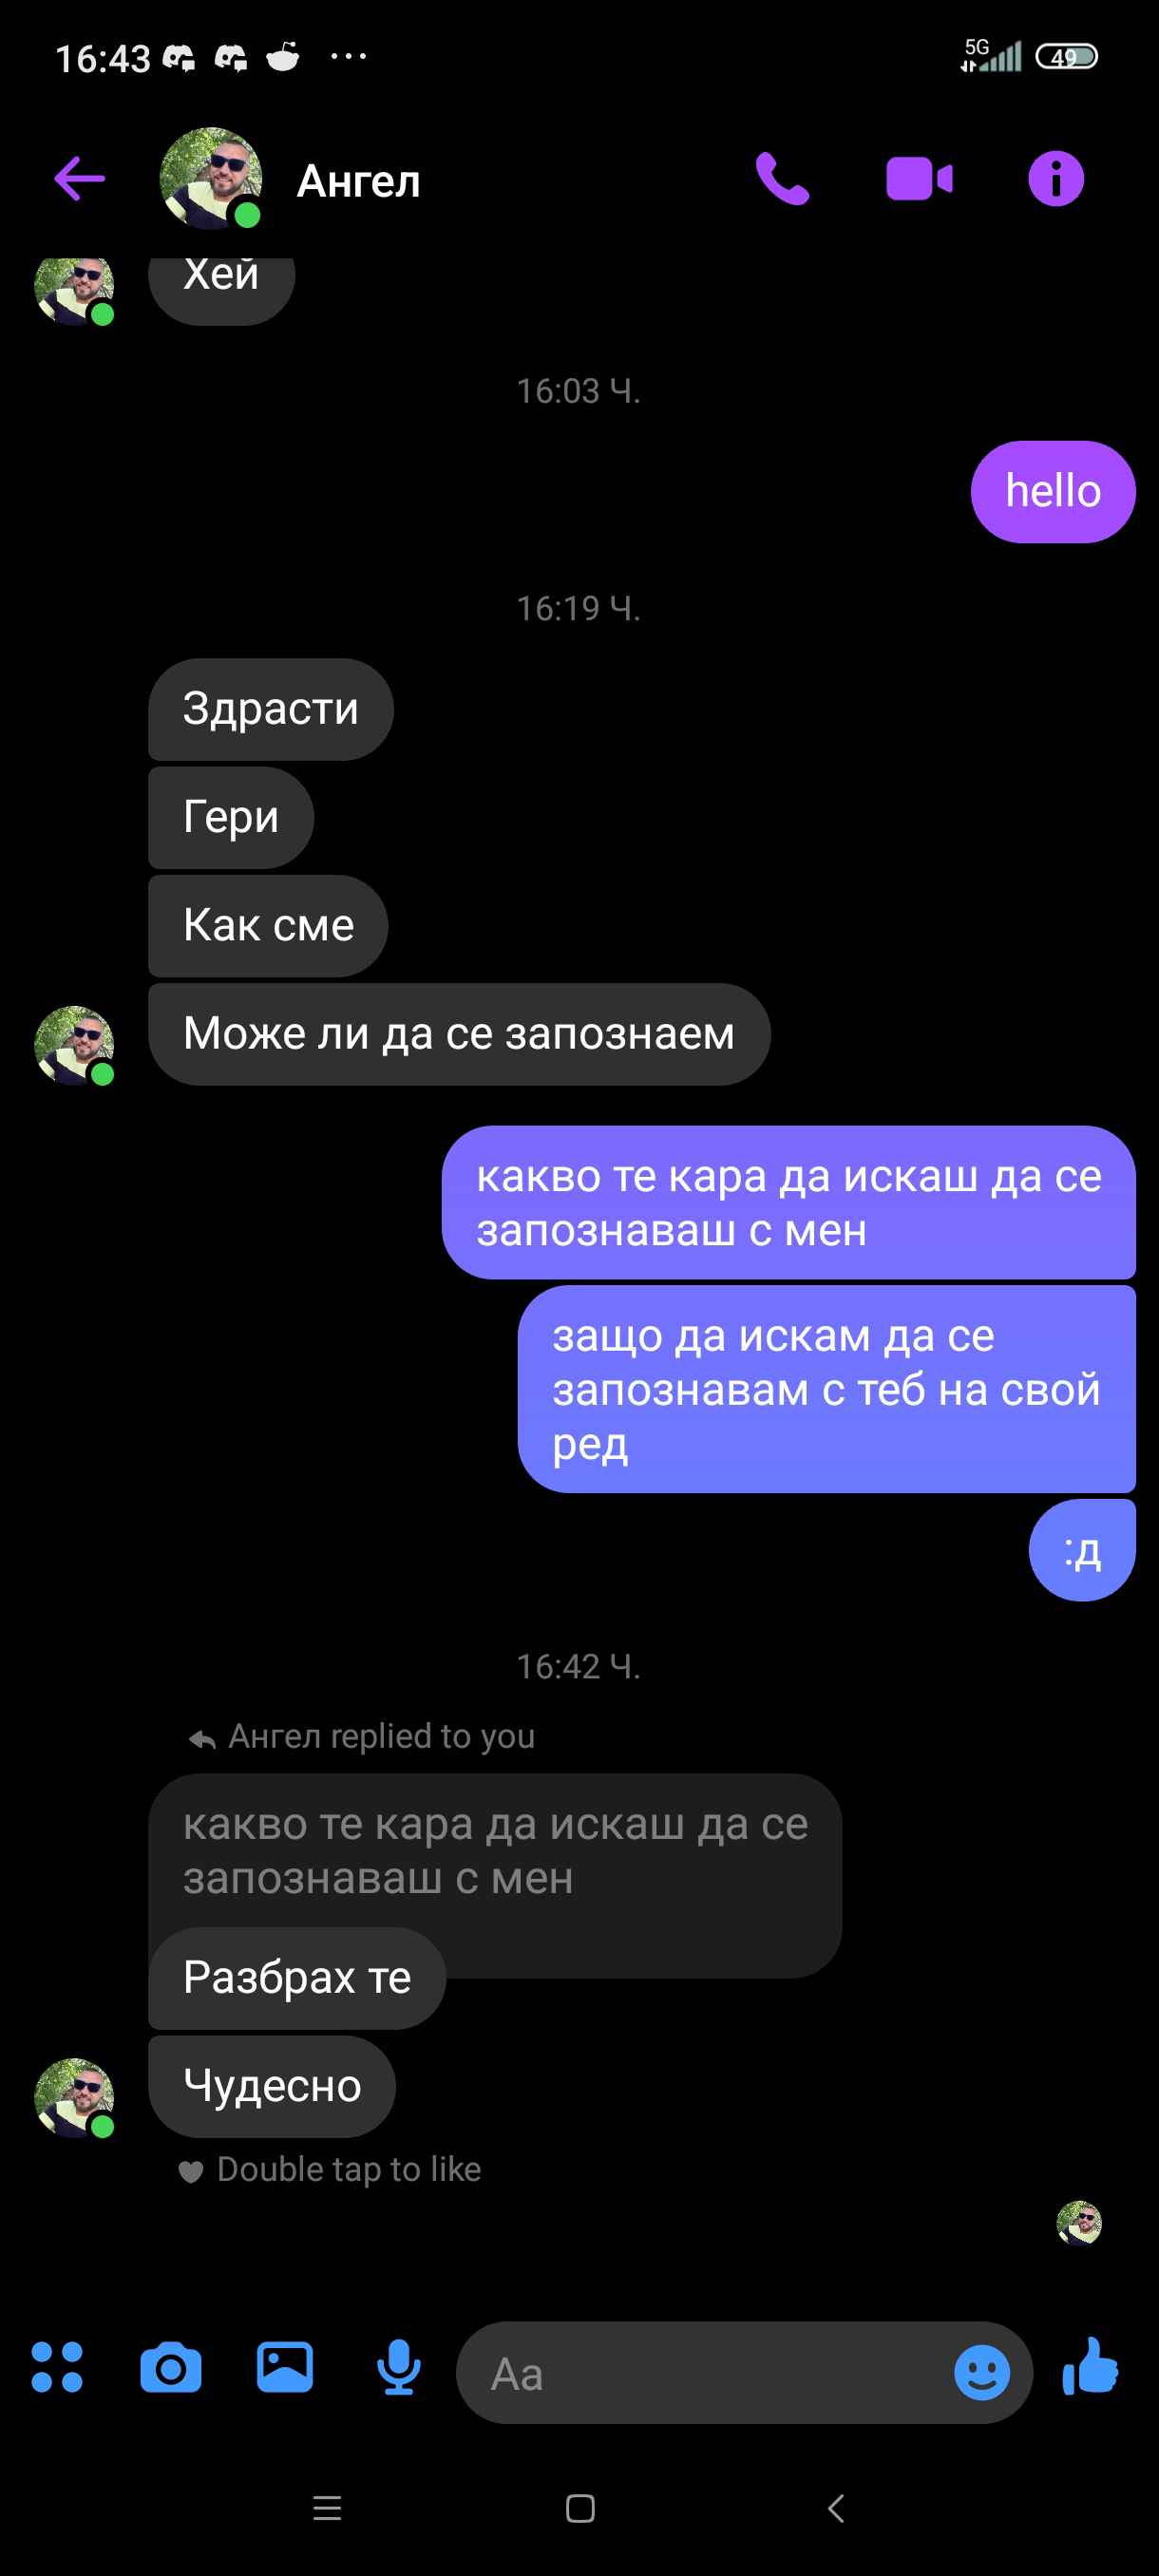 16:43
5G
49
Ангел
Хей
16:03 Ч.
hello
16:19 Ч.
Здрасти
Гери
Как сме
Може ли да се запознаем
какво те кара да искаш да се
запознаваш с мен
защо да искам да се
запознавам с теб на свой
ред
:д
16:42 Ч.
Ангел replied to you
какво те кара да искаш да се
запознаваш с мен
Разбрах те
Чудесно
Double tap to like
Aa